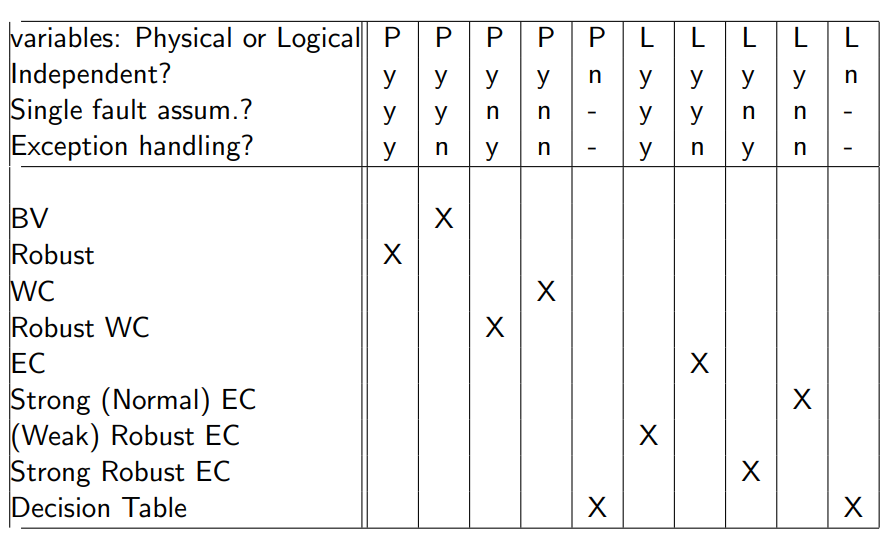 variables: Physical or Logical P P P P P L L L L L
Independent? y y y y n y y y y n
Single fault assum.? y y n n - y y n n -
Exception handling? y n y n - y n y n -
BV X
Robust X
WC X
Robust WC X
EC X
Strong (Normal) EC X
(Weak) Robust EC X
Strong Robust EC X
Decision Table X X